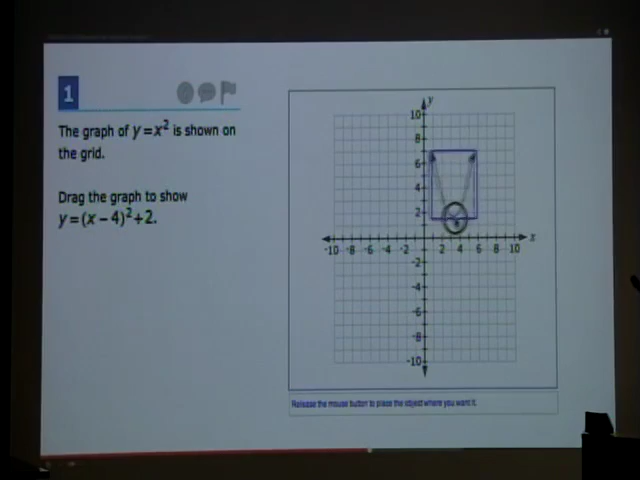 1
The graph of y=x² is shown on
the grid.
Drag the graph to show
y=(x−4)²+2.
y
10
8
6
4
2
-10 -8 -6 -4 -2 2 4 6 8 10 x
-2
-4
-6
-8
-10
Release the mouse button to place the object where you want it.